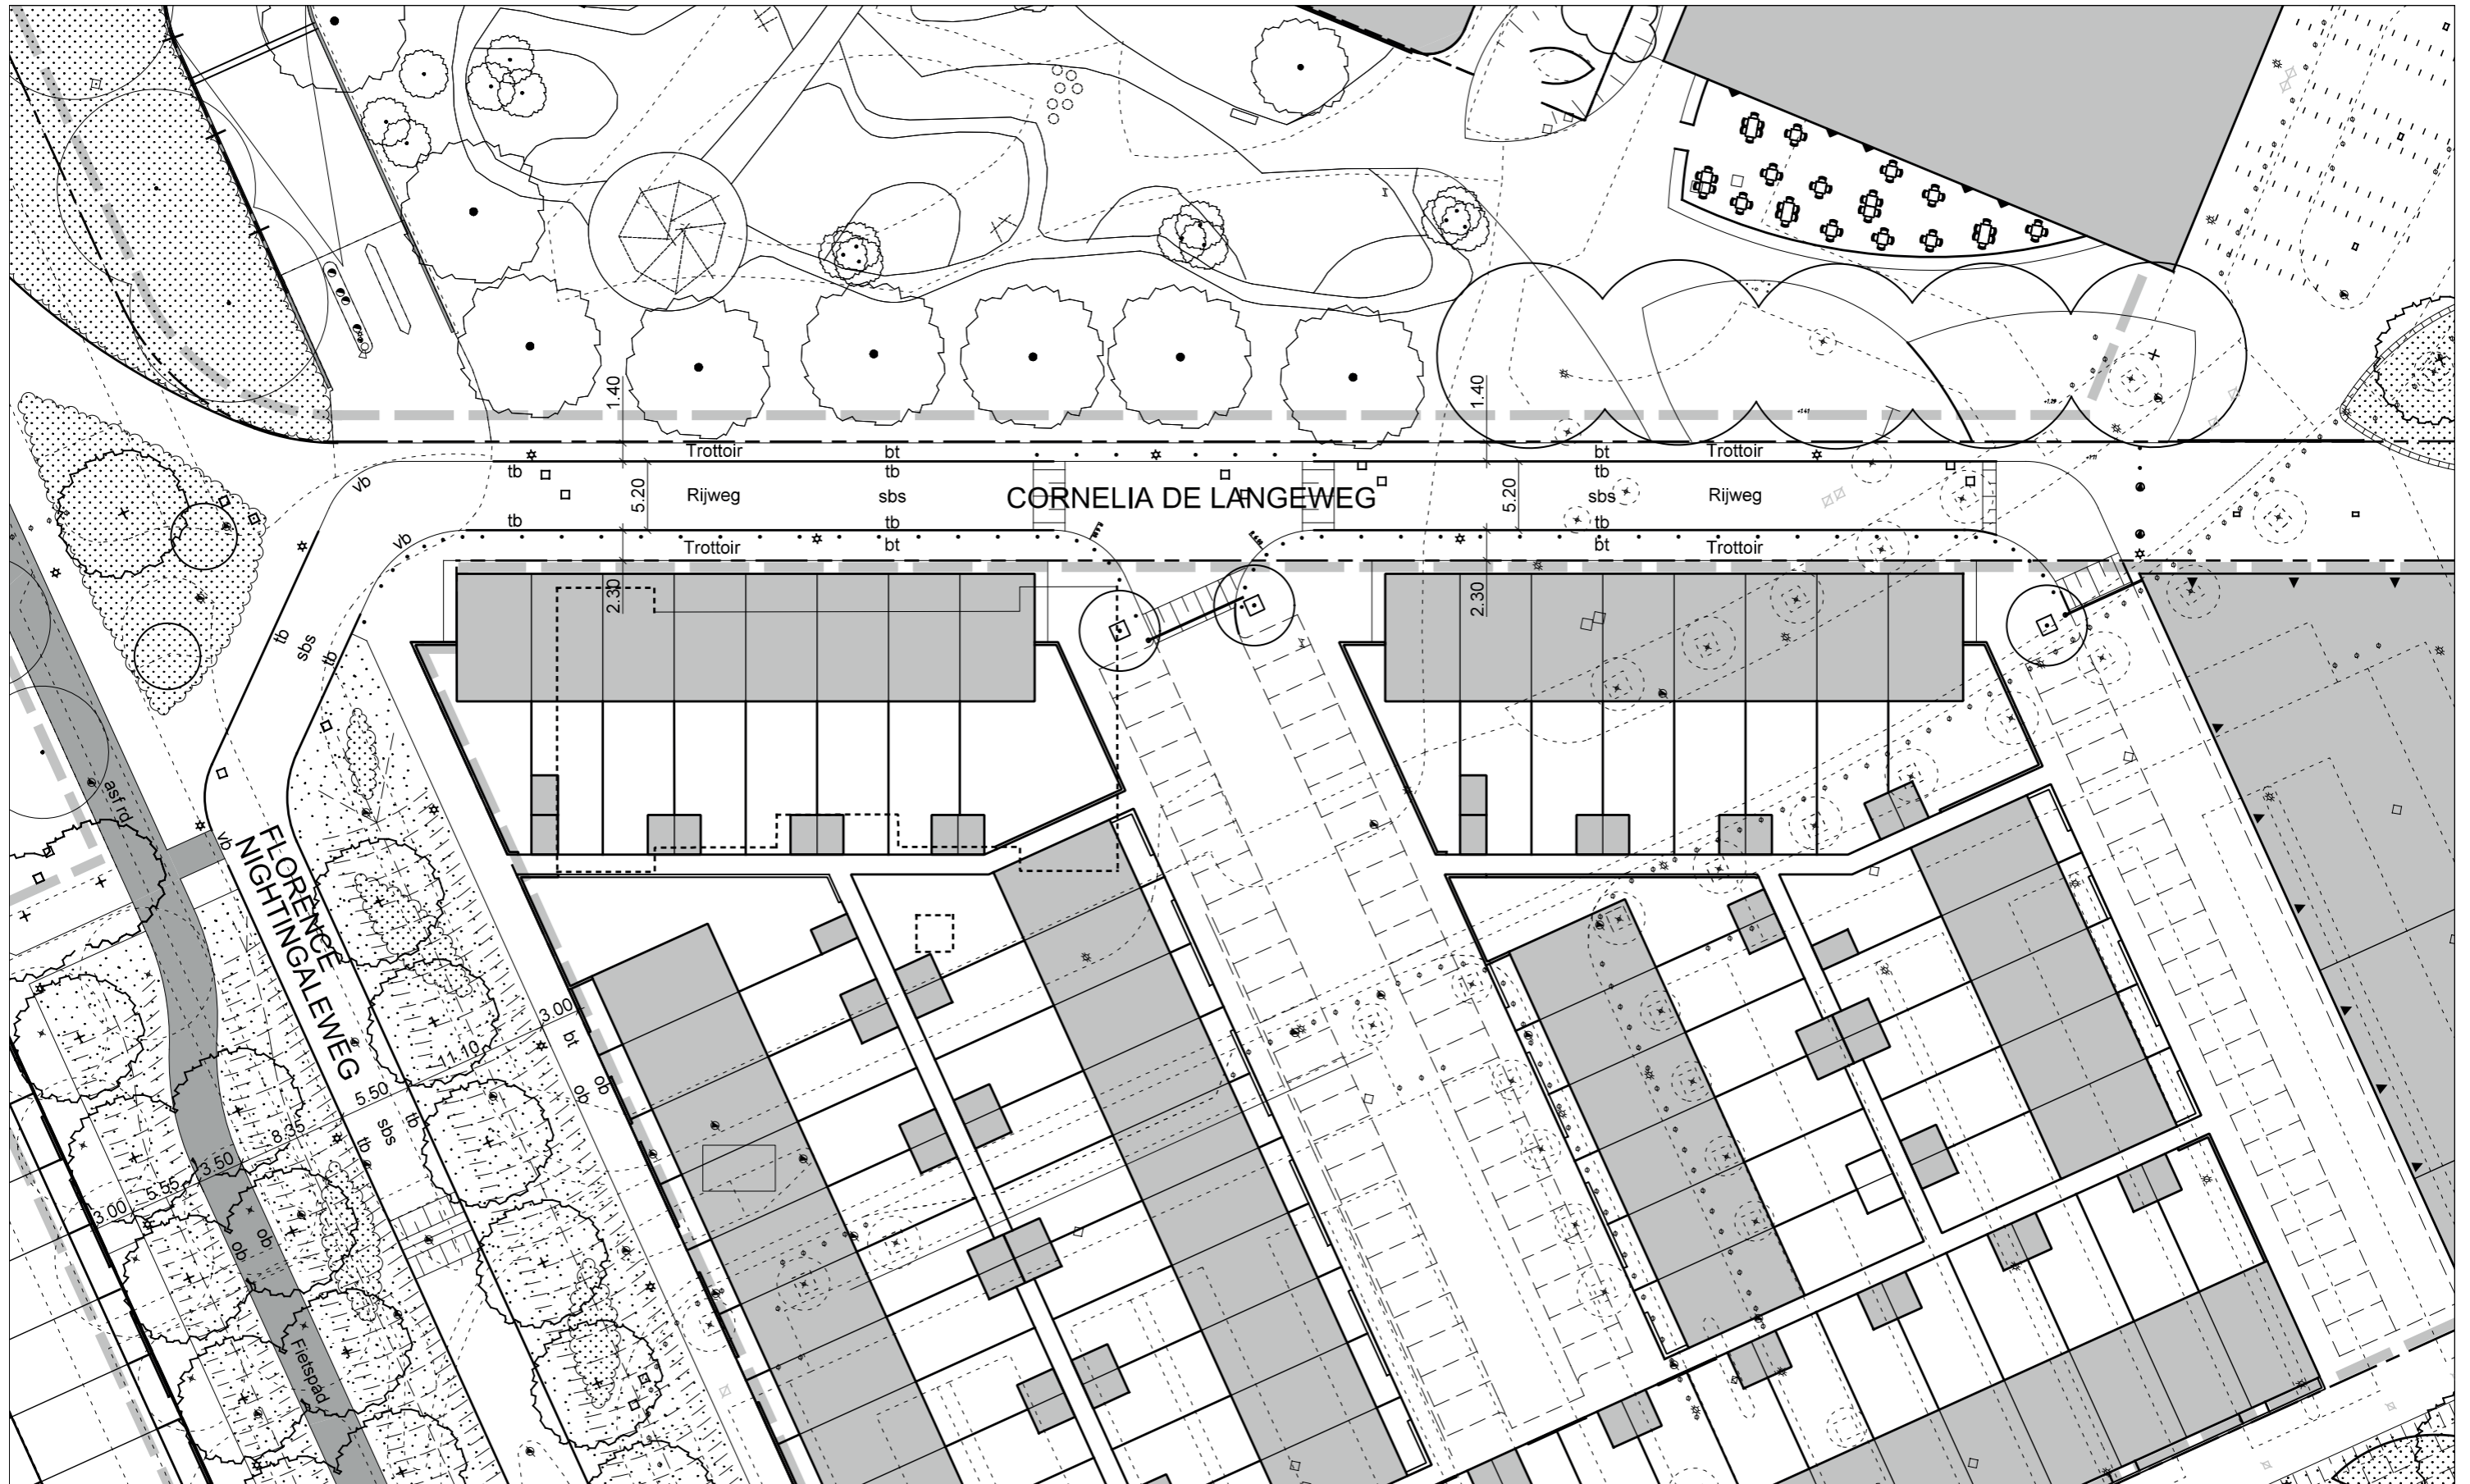 1.40
1.40
Trottoir
bt
bt
Trottoir
tb
tb
tb
vb
5.20
Rijweg
sbs
CORNELIA DE LANGEWEG
5.20
sbs
Rijweg
tb
tb
tb
vb
Trottoir
bt
bt
Trottoir
2.30
2.30
tb
sbs
tb
asf rd
vb
FLORENCE
NIGHTINGALEWEG
3.00
bt
11.10
ob
ob
5.50
tb
8.35
sbs
tb
3.50
5.55
3.00
ob
ob
Fietspad